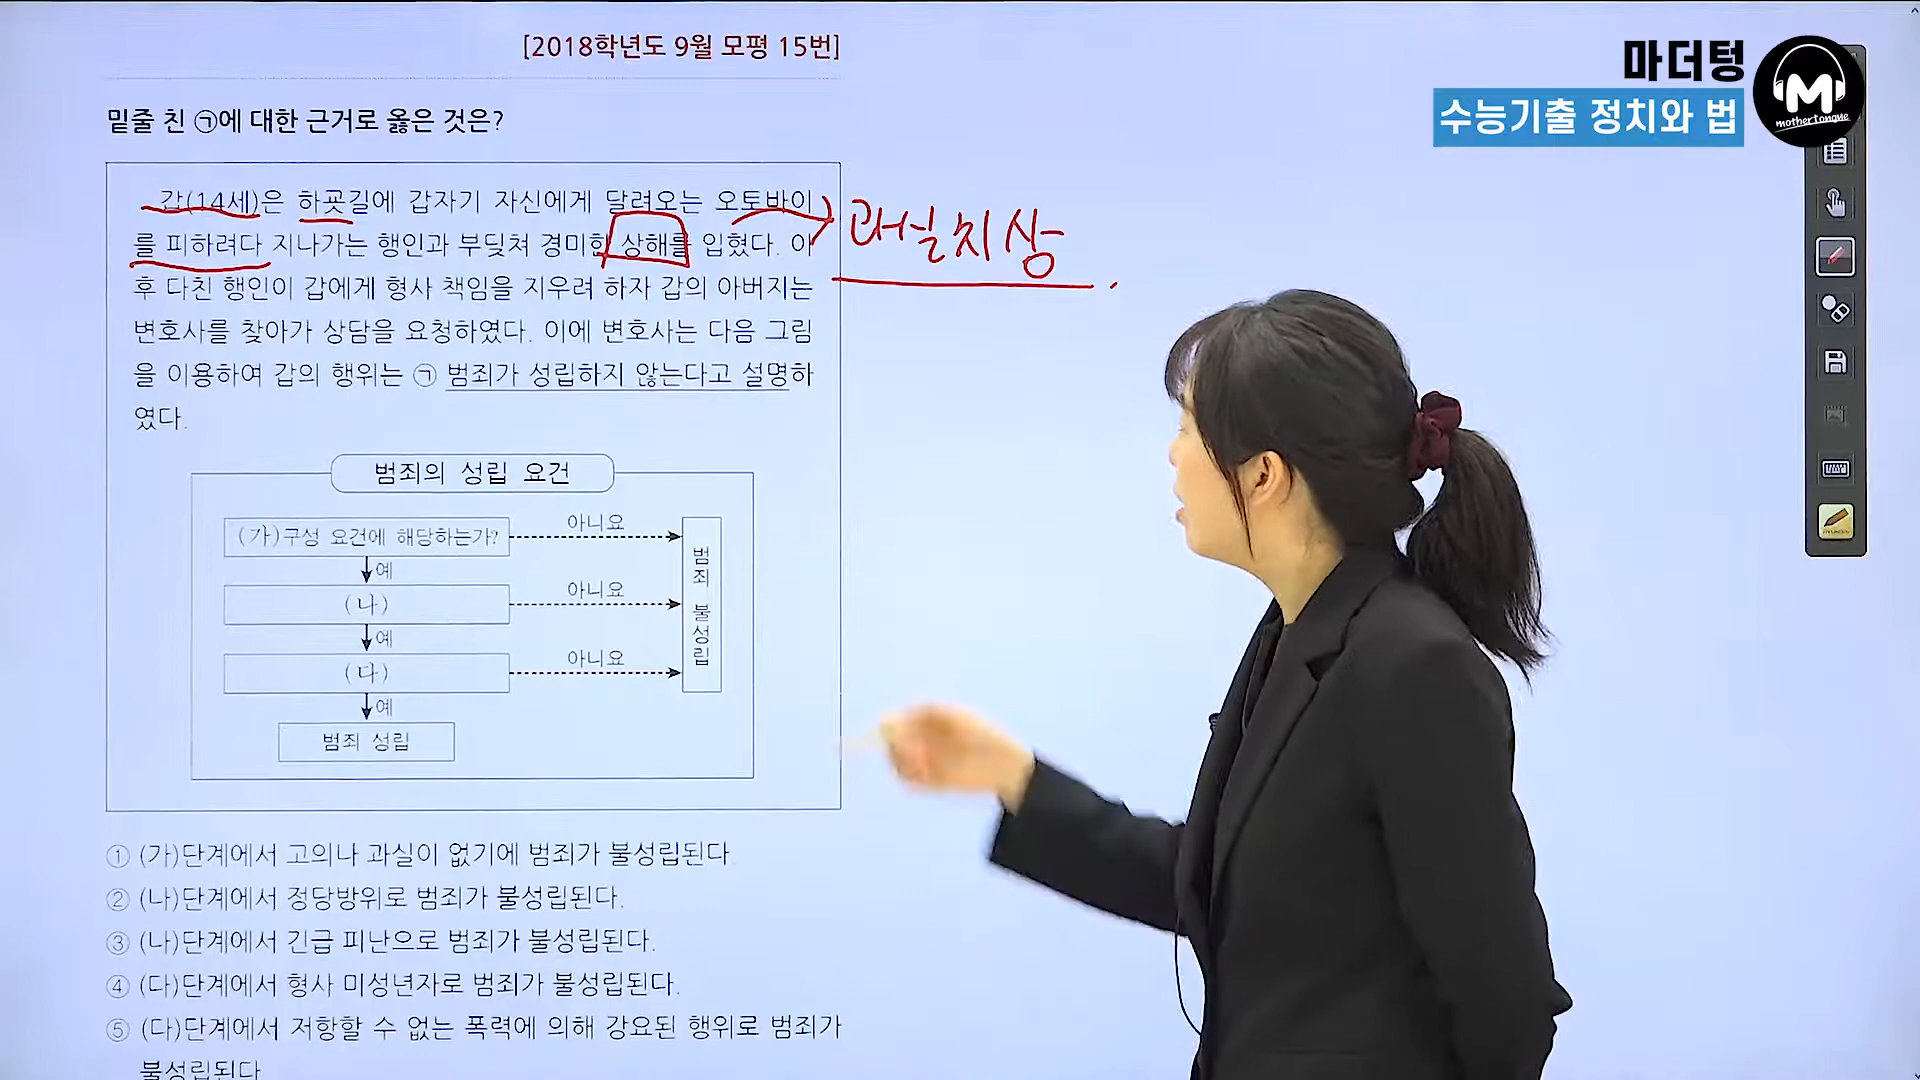 [2018학년도 9월 모평 15번]
마더텅
수능기출 정치와 법
M
mothertongue
밑줄 친 ㉠에 대한 근거로 옳은 것은?
갑(14세)은 하굣길에 갑자기 자신에게 달려오는 오토바이
를 피하려다 지나가는 행인과 부딪쳐 경미한 상해를 입혔다. 이
후 다친 행인이 갑에게 형사 책임을 지우려 하자 갑의 아버지는
변호사를 찾아가 상담을 요청하였다. 이에 변호사는 다음 그림
을 이용하여 갑의 행위는 ㉠ 범죄가 성립하지 않는다고 설명하
였다.
과실치상
범죄의 성립 요건
(가)구성 요건에 해당하는가?
아니요
예
(나)
아니요
예
(다)
아니요
예
범죄 성립
범죄 불성립
① (가)단계에서 고의나 과실이 없기에 범죄가 불성립된다.
② (나)단계에서 정당방위로 범죄가 불성립된다.
③ (나)단계에서 긴급 피난으로 범죄가 불성립된다.
④ (다)단계에서 형사 미성년자로 범죄가 불성립된다.
⑤ (다)단계에서 저항할 수 없는 폭력에 의해 강요된 행위로 범죄가
불성립된다